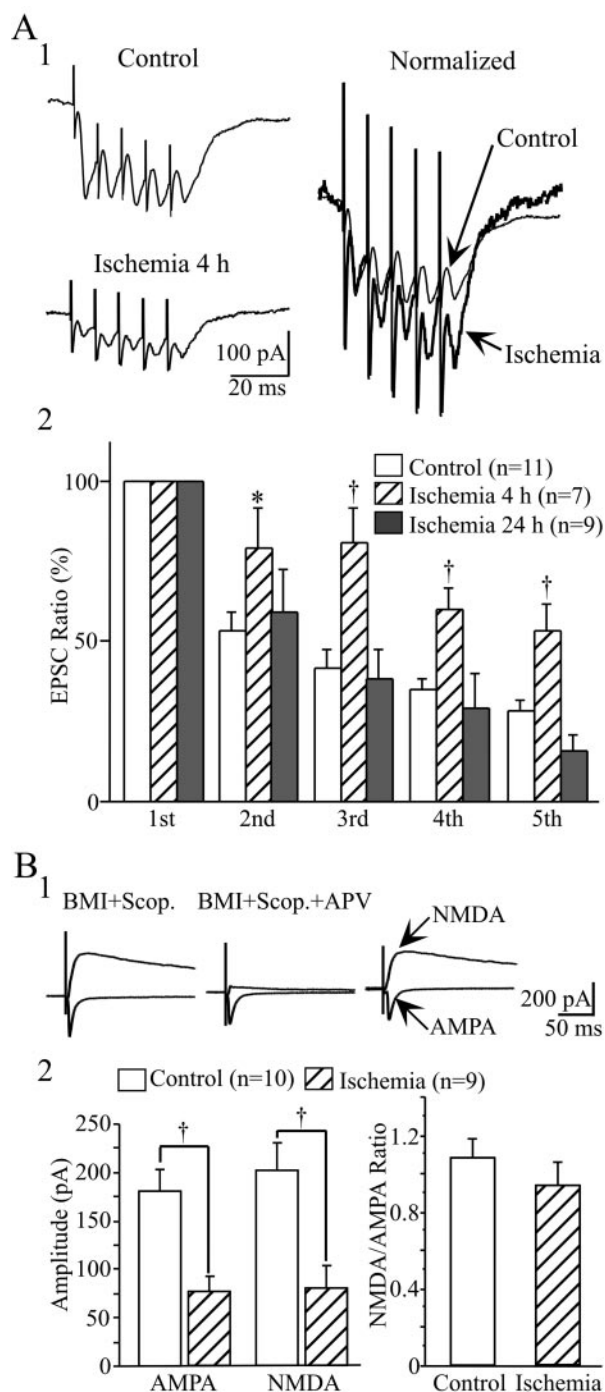 A
1
Control
Normalized
Control
Ischemia 4 h
100 pA
20 ms
Ischemia
2
Control (n=11)
Ischemia 4 h (n=7)
Ischemia 24 h (n=9)
EPSC Ratio (%)
100
50
0
* † † †
1st 2nd 3rd 4th 5th
B
1
BMI+Scop. BMI+Scop.+APV
NMDA
AMPA
200 pA
50 ms
2
Control (n=10) Ischemia (n=9)
Amplitude (pA)
250
200
150
100
50
0
† †
AMPA NMDA
NMDA/AMPA Ratio
1.2
0.8
0.4
0
Control Ischemia